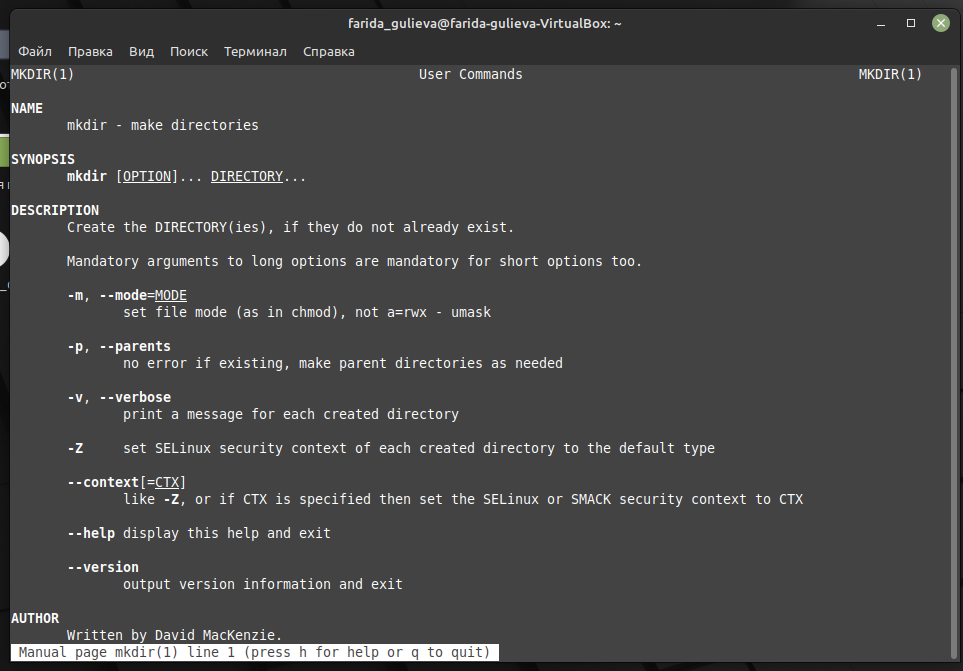 farida_gulieva@farida-gulieva-VirtualBox: ~
Файл Правка Вид Поиск Терминал Справка
MKDIR(1) User Commands MKDIR(1)
NAME
mkdir - make directories
SYNOPSIS
mkdir [OPTION]... DIRECTORY...
DESCRIPTION
Create the DIRECTORY(ies), if they do not already exist.
Mandatory arguments to long options are mandatory for short options too.
-m, --mode=MODE
set file mode (as in chmod), not a=rwx - umask
-p, --parents
no error if existing, make parent directories as needed
-v, --verbose
print a message for each created directory
-Z set SELinux security context of each created directory to the default type
--context[=CTX]
like -Z, or if CTX is specified then set the SELinux or SMACK security context to CTX
--help display this help and exit
--version
output version information and exit
AUTHOR
Written by David MacKenzie.
Manual page mkdir(1) line 1 (press h for help or q to quit)